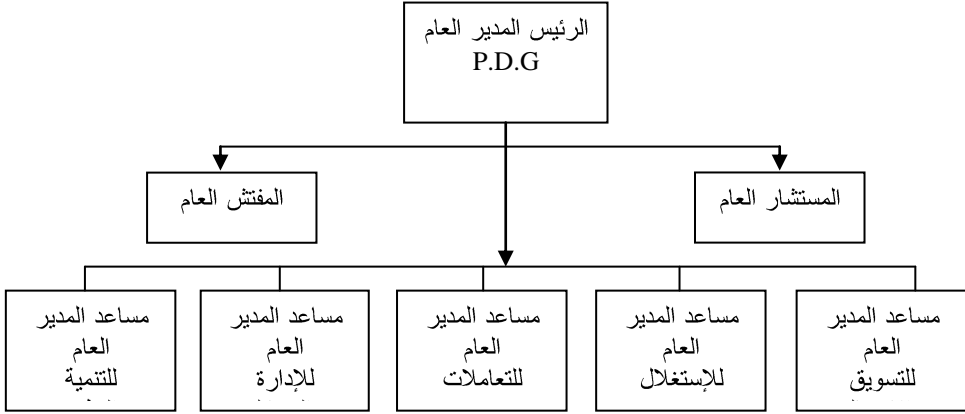 الرئيس المدير العام
P.D.G
المستشار العام
المفتش العام
مساعد المدير
العام
للتسويق
مساعد المدير
العام
للإستغلال
مساعد المدير
العام
للتعاملات
مساعد المدير
العام
للإدارة
مساعد المدير
العام
للتنمية